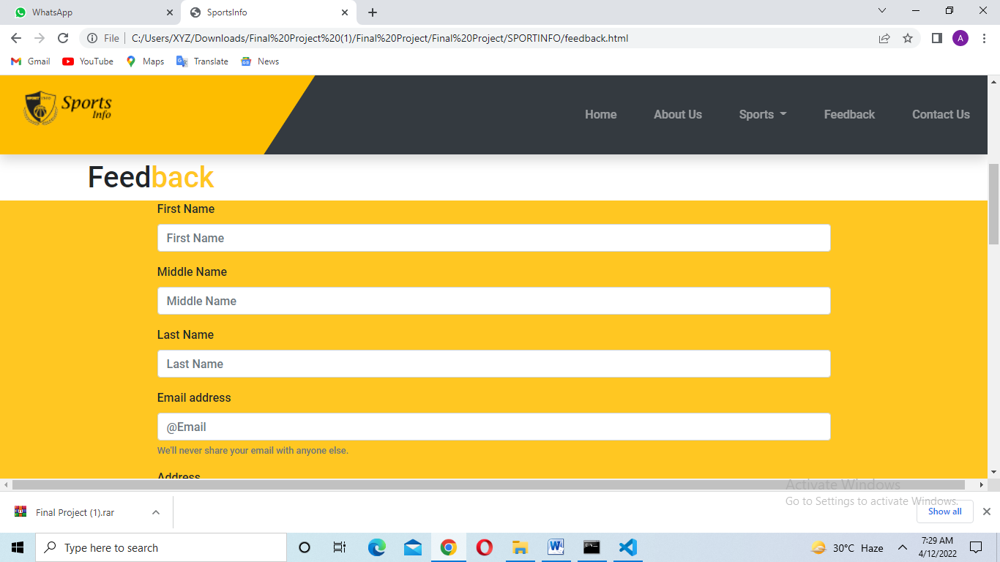 WhatsApp
SportsInfo
File
C:/Users/XYZ/Downloads/Final%20Project%20(1)/Final%20Project/Final%20Project/SPORTINFO/feedback.html
A
Gmail YouTube Maps Translate News
Sports
Info
Home About Us Sports Feedback Contact Us
Feedback
First Name
First Name
Middle Name
Middle Name
Last Name
Last Name
Email address
@Email
We'll never share your email with anyone else.
Address
Activate Windows
Go to Settings to activate Windows.
Final Project (1).rar
Show all
Type here to search
30°C Haze
7:29 AM
4/12/2022